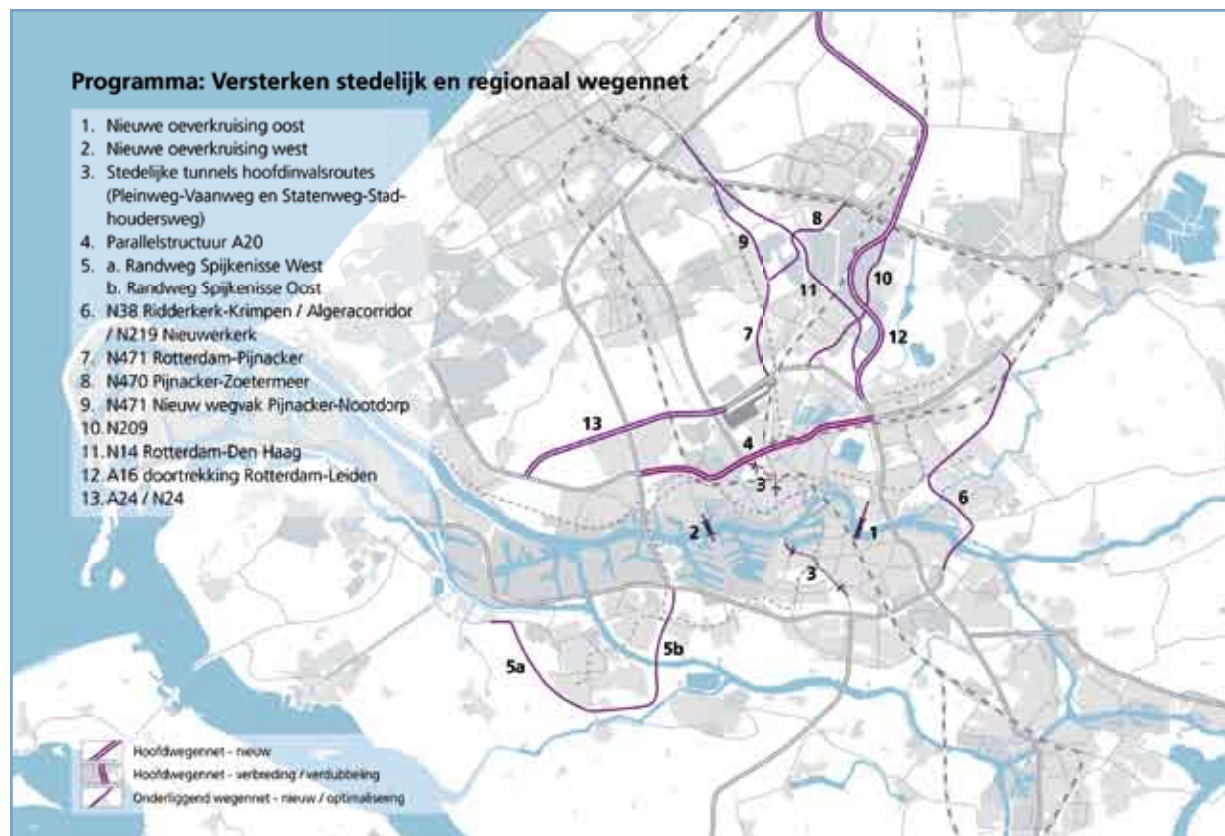 Programma: Versterken stedelijk en regionaal wegennet
1. Nieuwe oeverkruising oost
2. Nieuwe oeverkruising west
3. Stedelijke tunnels hoofdinvalsroutes
(Pleinweg-Vaanweg en Statenweg-Stad-
houdersweg)
4. Parallelstructuur A20
5. a. Randweg Spijkenisse West
b. Randweg Spijkenisse Oost
6. N38 Ridderkerk-Krimpen / Algeracorridor
/ N219 Nieuwerkerk
7. N471 Rotterdam-Pijnacker
8. N470 Pijnacker-Zoetermeer
9. N471 Nieuw wegvak Pijnacker-Nootdorp
10. N209
11. N14 Rotterdam-Den Haag
12. A16 doortrekking Rotterdam-Leiden
13. A24 / N24
8
9
10
11
7
12
13
4
3
6
2
1
3
5b
5a
Hoofdwegennet - nieuw
Hoofdwegennet - verbreding / verdubbeling
Onderliggend wegennet - nieuw / optimalisering